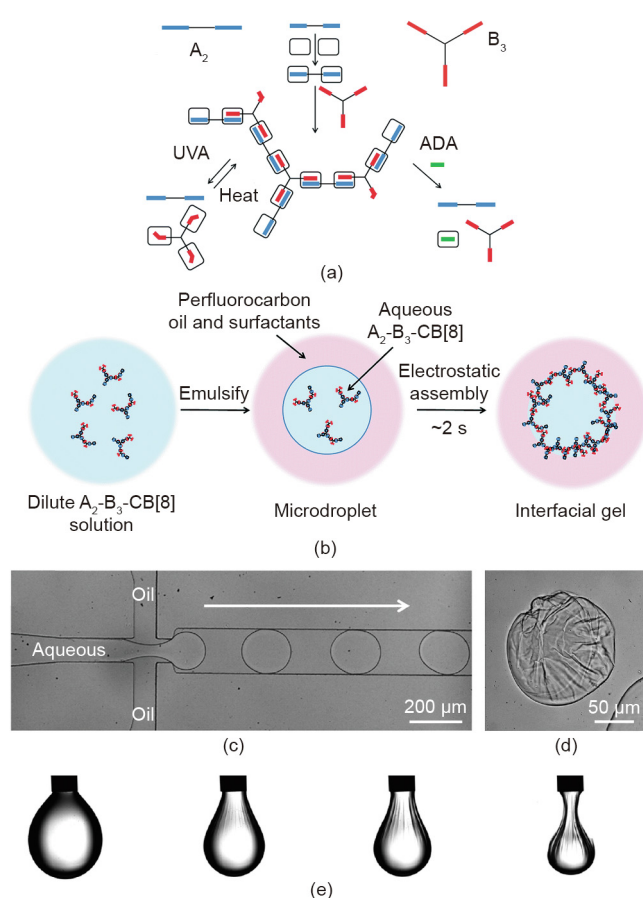 A2
B3
UVA
Heat
ADA
(a)
Perfluorocarbon
oil and surfactants
Aqueous
A2-B3-CB[8]
Emulsify
Electrostatic
assembly
~2 s
Dilute A2-B3-CB[8]
solution
Microdroplet
Interfacial gel
(b)
Oil
Aqueous
Oil
200 μm
50 μm
(c)
(d)
(e)